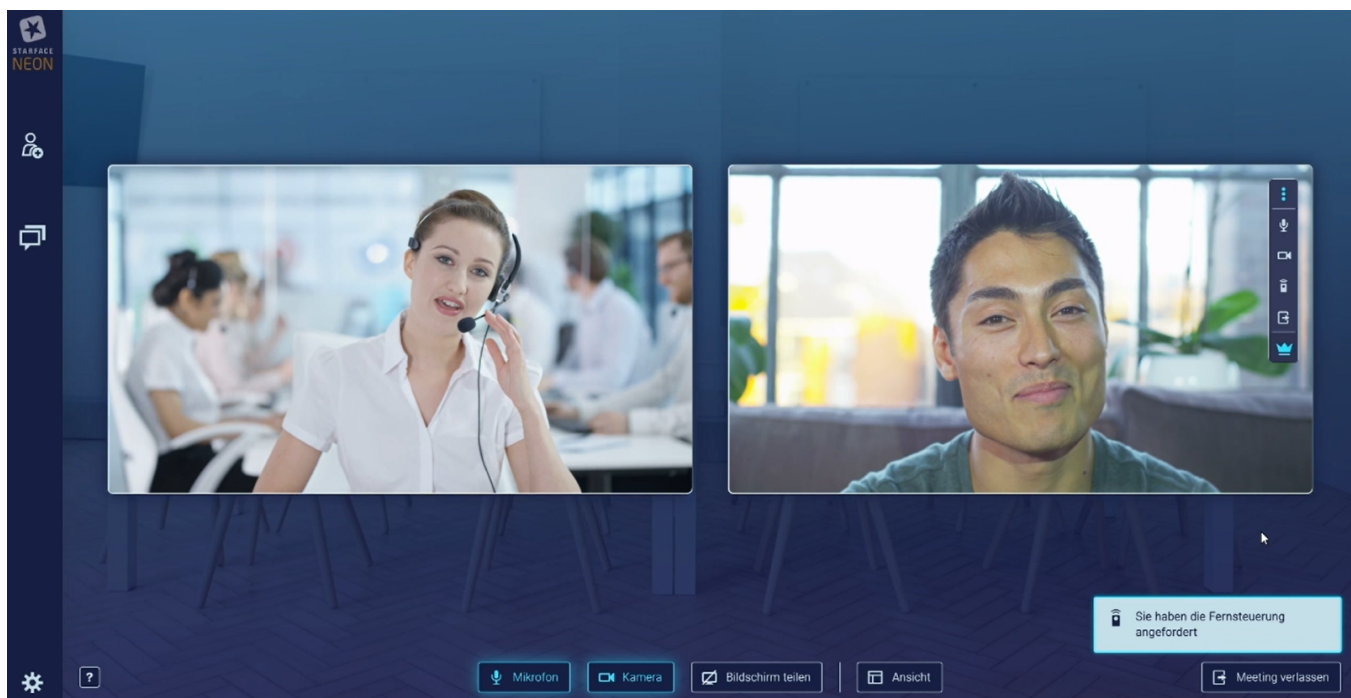 STARFACE
NEON
Sie haben die Fernsteuerung
angefordert
?
Mikrofon
Kamera
Bildschirm teilen
Ansicht
Meeting verlassen